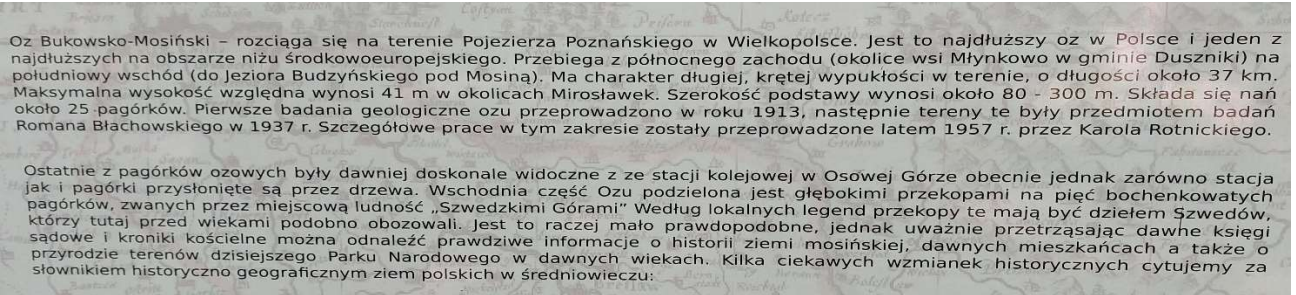 Oz Bukowsko-Mosiński – rozciąga się na terenie Pojezierza Poznańskiego w Wielkopolsce. Jest to najdłuższy oz w Polsce i jeden z
najdłuższych na obszarze niżu środkowoeuropejskiego. Przebiega z północnego zachodu (okolice wsi Młynkowo w gminie Duszniki) na
południowy wschód (do Jeziora Budzyńskiego pod Mosiną). Ma charakter długiej, krętej wypukłości w terenie, o długości około 37 km.
Maksymalna wysokość względna wynosi 41 m w okolicach Mirosławek. Szerokość podstawy wynosi około 80 - 300 m. Składa się nań
około 25 pagórków. Pierwsze badania geologiczne ozu przeprowadzono w roku 1913, następnie tereny te były przedmiotem badań
Romana Błachowskiego w 1937 r. Szczegółowe prace w tym zakresie zostały przeprowadzone latem 1957 r. przez Karola Rotnickiego.
Ostatnie z pagórków ozowych były dawniej doskonale widoczne z ze stacji kolejowej w Osowej Górze obecnie jednak zarówno stacja
jak i pagórki przysłonięte są przez drzewa. Wschodnia część Ozu podzielona jest głębokimi przekopami na pięć bochenkowatych
pagórków, zwanych przez miejscową ludność „Szwedzkimi Górami” Według lokalnych legend przekopy te mają być dziełem Szwedów,
którzy tutaj przed wiekami podobno obozowali. Jest to raczej mało prawdopodobne, jednak uważnie przetrząsając dawne księgi
sądowe i kroniki kościelne można odnaleźć prawdziwe informacje o historii ziemi mosińskiej, dawnych mieszkańcach a także o
przyrodzie terenów dzisiejszego Parku Narodowego w dawnych wiekach. Kilka ciekawych wzmianek historycznych cytujemy za
słownikiem historyczno geograficznym ziem polskich w średniowieczu: